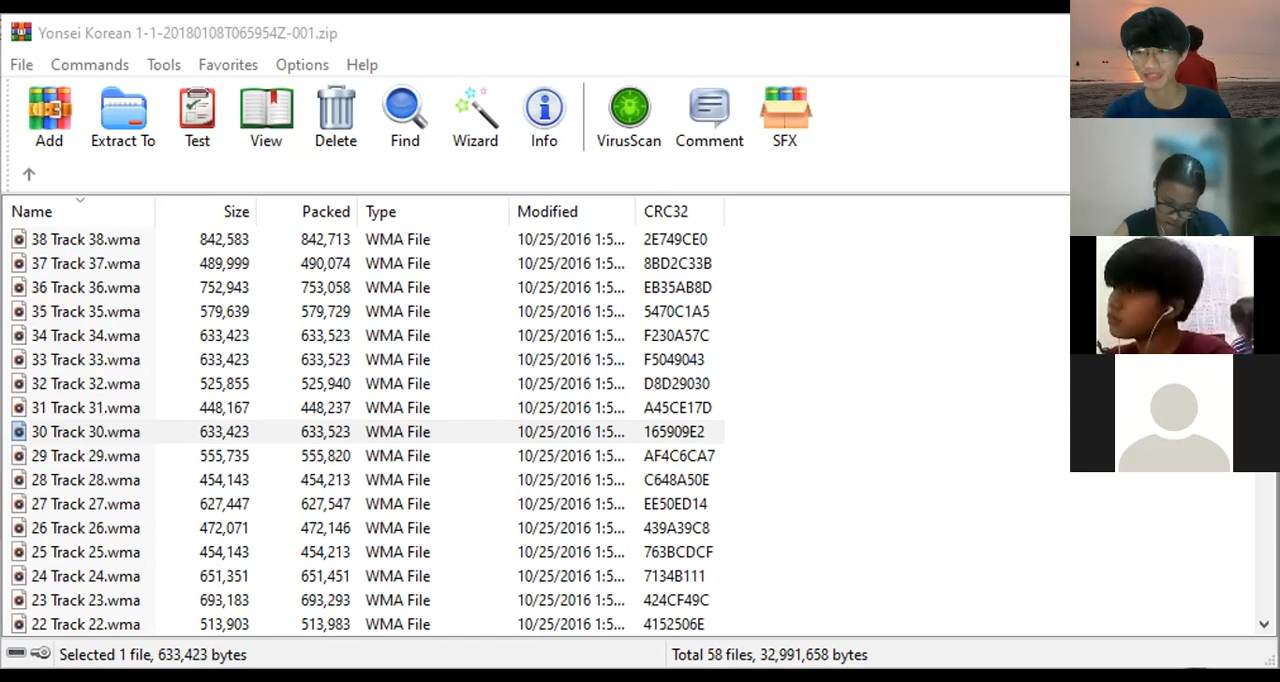 Yonsei Korean 1-1-20180108T065954Z-001.zip
File Commands Tools Favorites Options Help
Add Extract To Test View Delete Find Wizard Info VirusScan Comment SFX
Name Size Packed Type Modified CRC32
38 Track 38.wma 842,583 842,713 WMA File 10/25/2016 1:5... 2E749CE0
37 Track 37.wma 489,999 490,074 WMA File 10/25/2016 1:5... 8BD2C33B
36 Track 36.wma 752,943 753,058 WMA File 10/25/2016 1:5... EB35AB8D
35 Track 35.wma 579,639 579,729 WMA File 10/25/2016 1:5... 5470C1A5
34 Track 34.wma 633,423 633,523 WMA File 10/25/2016 1:5... F230A57C
33 Track 33.wma 633,423 633,523 WMA File 10/25/2016 1:5... F5049043
32 Track 32.wma 525,855 525,940 WMA File 10/25/2016 1:5... D8D29030
31 Track 31.wma 448,167 448,237 WMA File 10/25/2016 1:5... A45CE17D
30 Track 30.wma 633,423 633,523 WMA File 10/25/2016 1:5... 165909E2
29 Track 29.wma 555,735 555,820 WMA File 10/25/2016 1:5... AF4C6CA7
28 Track 28.wma 454,143 454,213 WMA File 10/25/2016 1:5... C648A50E
27 Track 27.wma 627,447 627,547 WMA File 10/25/2016 1:5... EE50ED14
26 Track 26.wma 472,071 472,146 WMA File 10/25/2016 1:5... 439A39C8
25 Track 25.wma 454,143 454,213 WMA File 10/25/2016 1:5... 763BCDCF
24 Track 24.wma 651,351 651,451 WMA File 10/25/2016 1:5... 7134B111
23 Track 23.wma 693,183 693,293 WMA File 10/25/2016 1:5... 424CF49C
22 Track 22.wma 513,903 513,983 WMA File 10/25/2016 1:5... 4152506E
Selected 1 file, 633,423 bytes Total 58 files, 32,991,658 bytes